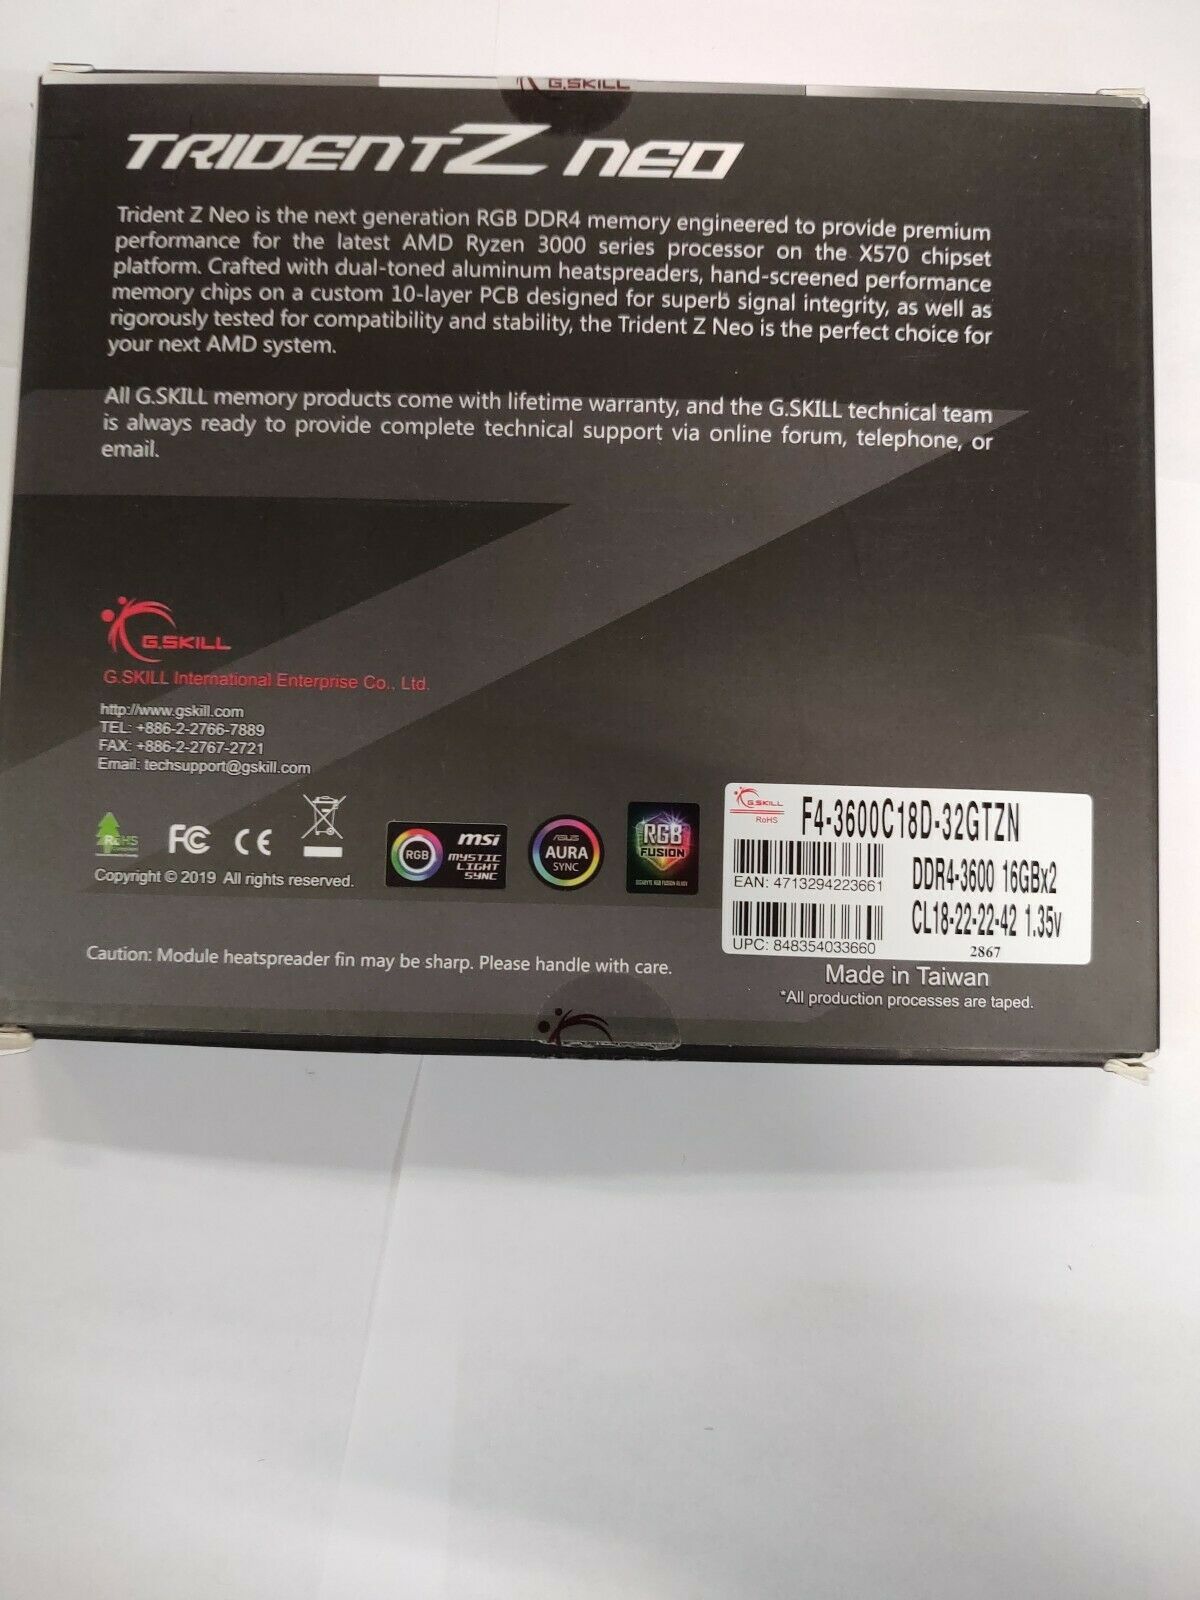 G.SKILL
TRIDENTZ NEO
Trident Z Neo is the next generation RGB DDR4 memory engineered to provide premium
performance for the latest AMD Ryzen 3000 series processor on the X570 chipset
platform. Crafted with dual-toned aluminum heatspreaders, hand-screened performance
memory chips on a custom 10-layer PCB designed for superb signal integrity, as well as
rigorously tested for compatibility and stability, the Trident Z Neo is the perfect choice for
your next AMD system.
All G.SKILL memory products come with lifetime warranty, and the G.SKILL technical team
is always ready to provide complete technical support via online forum, telephone, or
email.
G.SKILL
G.SKILL International Enterprise Co., Ltd.
http://www.gskill.com
TEL: +886-2-2766-7889
FAX: +886-2-2767-2721
Email: techsupport@gskill.com
RoHS
FC CE
Copyright © 2019 All rights reserved.
RGB
msi
MYSTIC
LIGHT
SYNC
ASUS
AURA
SYNC
RGB
FUSION
GIGABYTE RGB FUSION READY
G.SKILL
RoHS
F4-3600C18D-32GTZN
EAN: 4713294223661
DDR4-3600 16GBx2
CL18-22-22-42 1.35v
UPC: 848354033660
2867
Caution: Module heatspreader fin may be sharp. Please handle with care.
Made in Taiwan
*All production processes are taped.